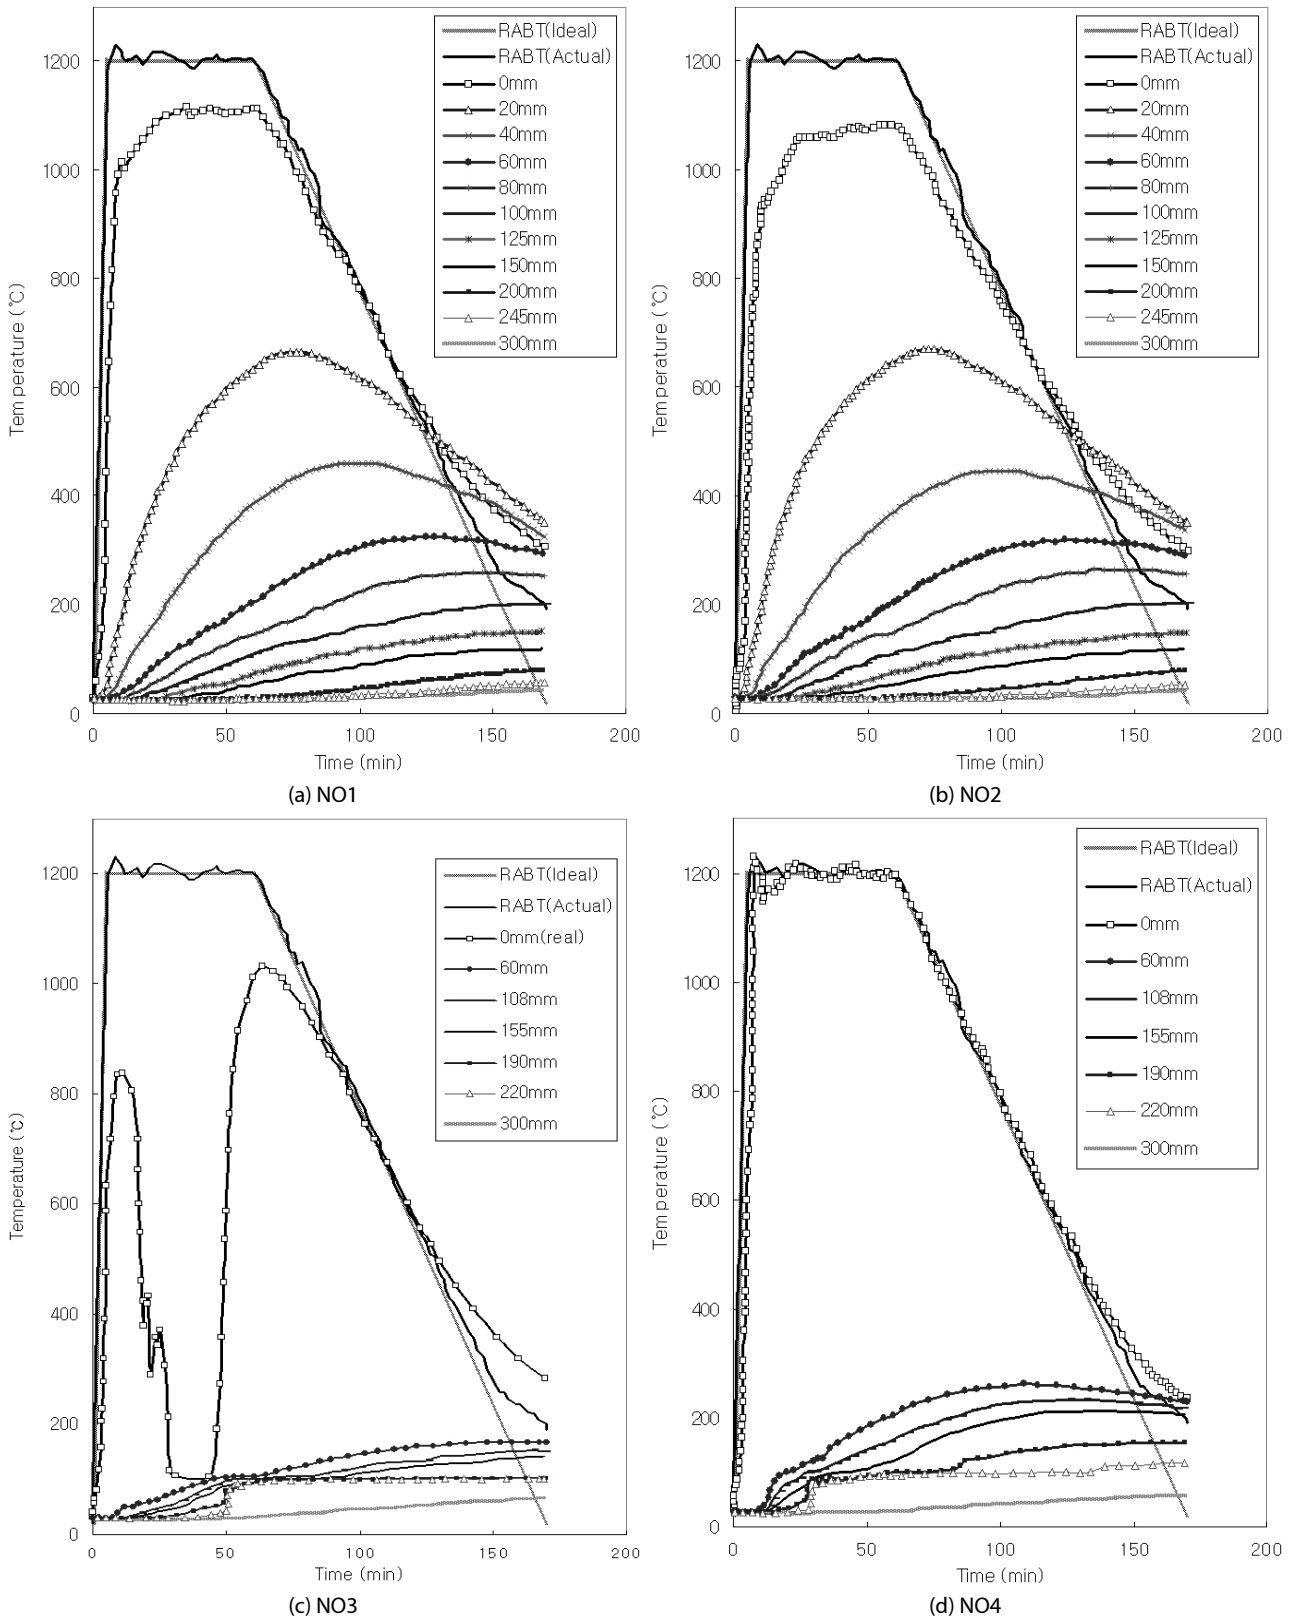 RABT(Ideal)
RABT(Actual)
0mm
20mm
40mm
60mm
80mm
100mm
125mm
150mm
200mm
245mm
300mm
1200
1000
800
600
400
200
0
Temperature (℃)
0 50 100 150 200
Time (min)
(a) NO1
RABT(Ideal)
RABT(Actual)
0mm
20mm
40mm
60mm
80mm
100mm
125mm
150mm
200mm
245mm
300mm
1200
1000
800
600
400
200
0
Temperature (℃)
0 50 100 150 200
Time (min)
(b) NO2
RABT(Ideal)
RABT(Actual)
0mm(real)
60mm
108mm
155mm
190mm
220mm
300mm
1200
1000
800
600
400
200
0
Temperature (℃)
0 50 100 150 200
Time (min)
(c) NO3
RABT(Ideal)
RABT(Actual)
0mm
60mm
108mm
155mm
190mm
220mm
300mm
1200
1000
800
600
400
200
0
Temperature (℃)
0 50 100 150 200
Time (min)
(d) NO4